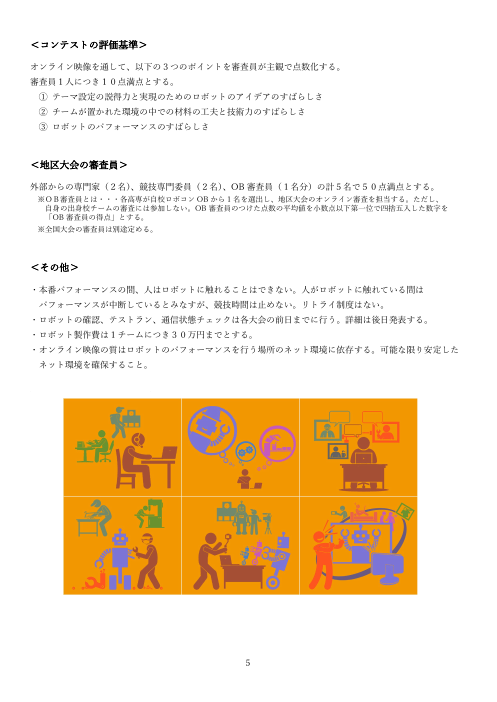 ＜コンテストの評価基準＞
オンライン映像を通して、以下の３つのポイントを審査員が主観で点数化する。
審査員１人につき１０点満点とする。
① テーマ設定の説得力と実現のためのロボットのアイデアのすばらしさ
② チームが置かれた環境の中での材料の工夫と技術力のすばらしさ
③ ロボットのパフォーマンスのすばらしさ
＜地区大会の審査員＞
外部からの専門家（２名）、競技専門委員（２名）、OB 審査員（１名分）の計５名で５０点満点とする。
※ＯＢ審査員とは・・・各高専が自校ロボコン OB から１名を選出し、地区大会のオンライン審査を担当する。ただし、
自身の出身校チームの審査には参加しない。OB 審査員のつけた点数の平均値を小数点以下第一位で四捨五入した数字を
「OB 審査員の得点」とする。
※全国大会の審査員は別途定める。
＜その他＞
・本番パフォーマンスの間、人はロボットに触れることはできない。人がロボットに触れている間は
パフォーマンスが中断しているとみなすが、競技時間は止めない。リトライ制度はない。
・ロボットの確認、テストラン、通信状態チェックは各大会の前日までに行う。詳細は後日発表する。
・ロボット製作費は１チームにつき３０万円までとする。
・オンライン映像の質はロボットのパフォーマンスを行う場所のネット環境に依存する。可能な限り安定した
ネット環境を確保すること。
5